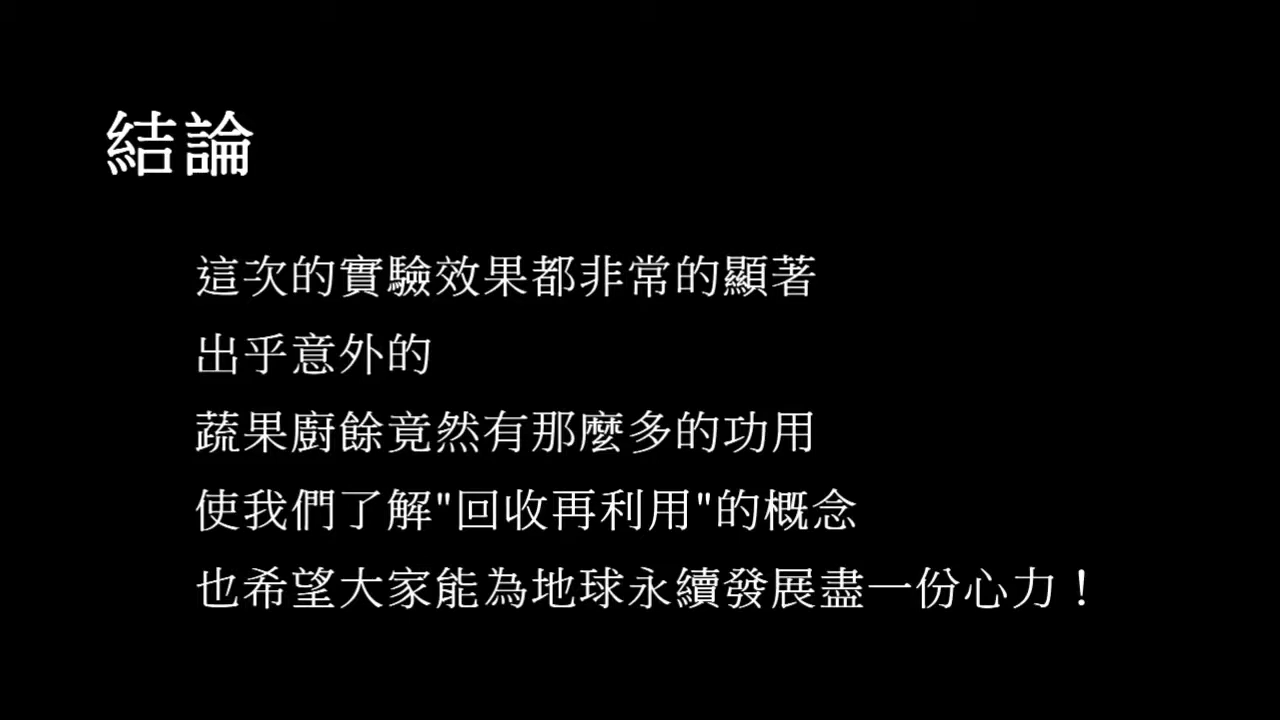 結論
這次的實驗效果都非常的顯著
出乎意外的
蔬果廚餘竟然有那麼多的功用
使我們了解"回收再利用"的概念
也希望大家能為地球永續發展盡一份心力！